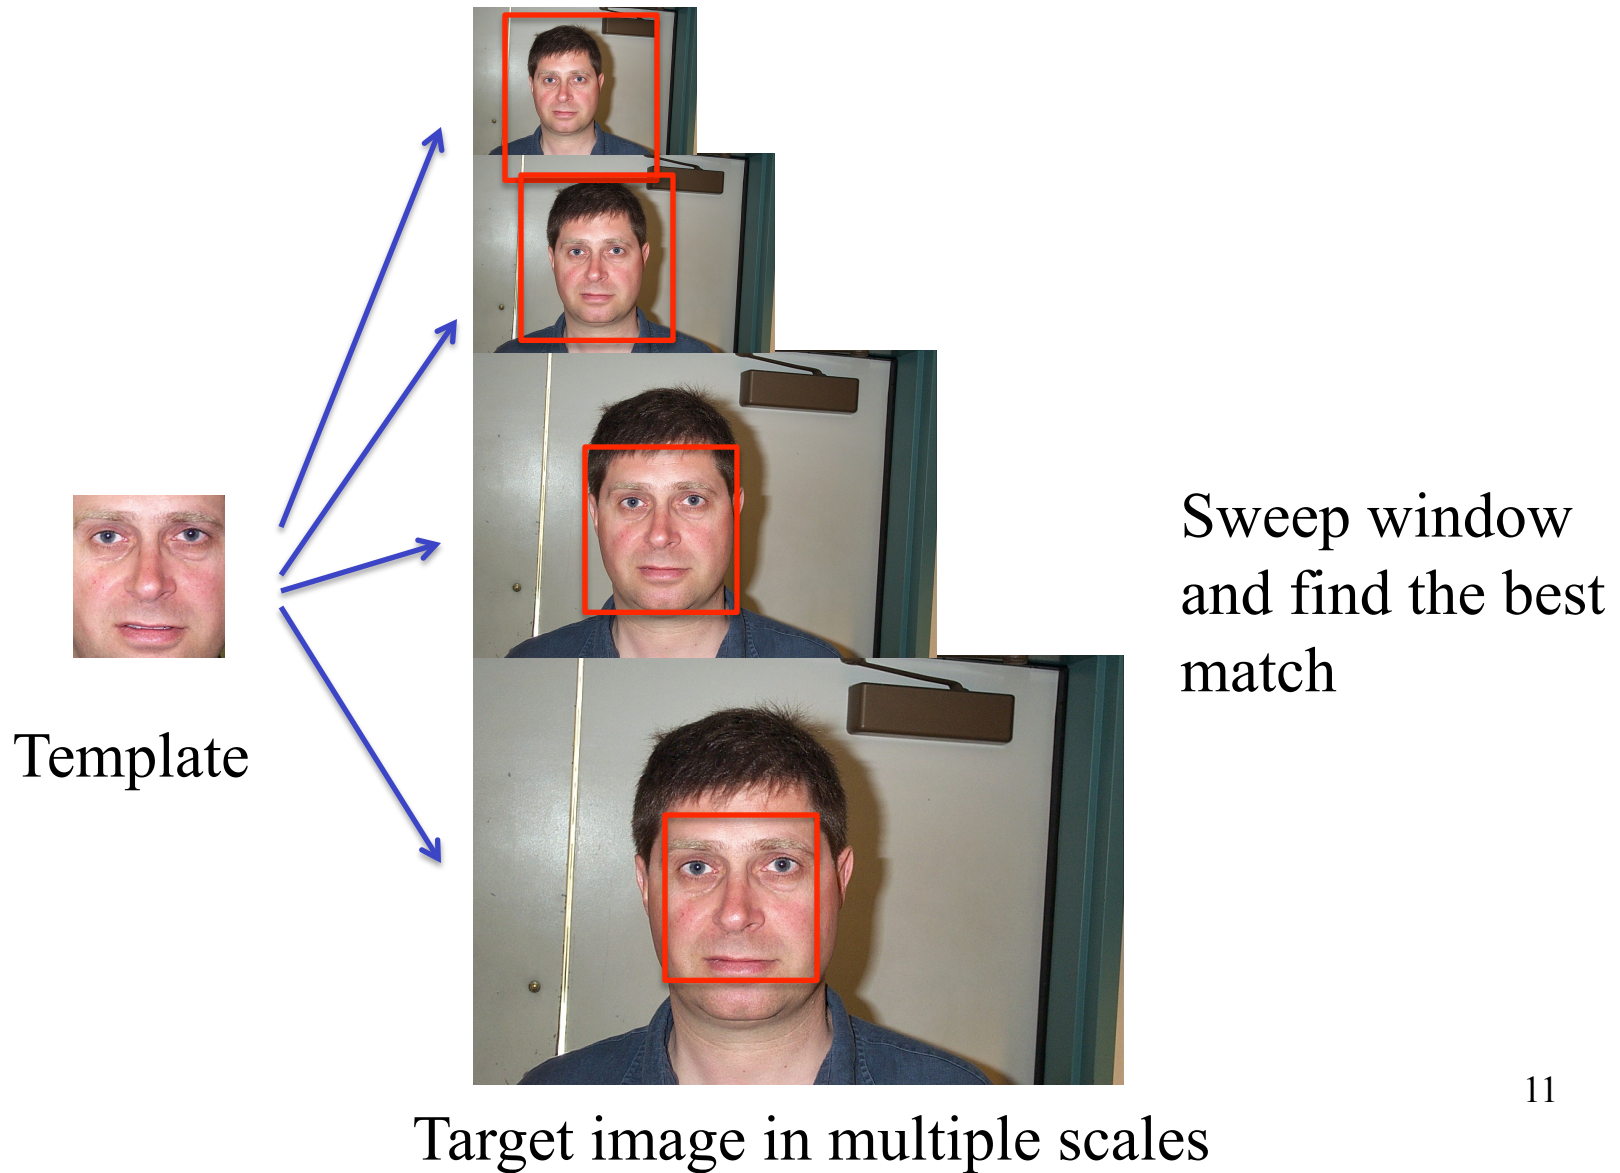 Template
Sweep window
and find the best
match
Target image in multiple scales
11